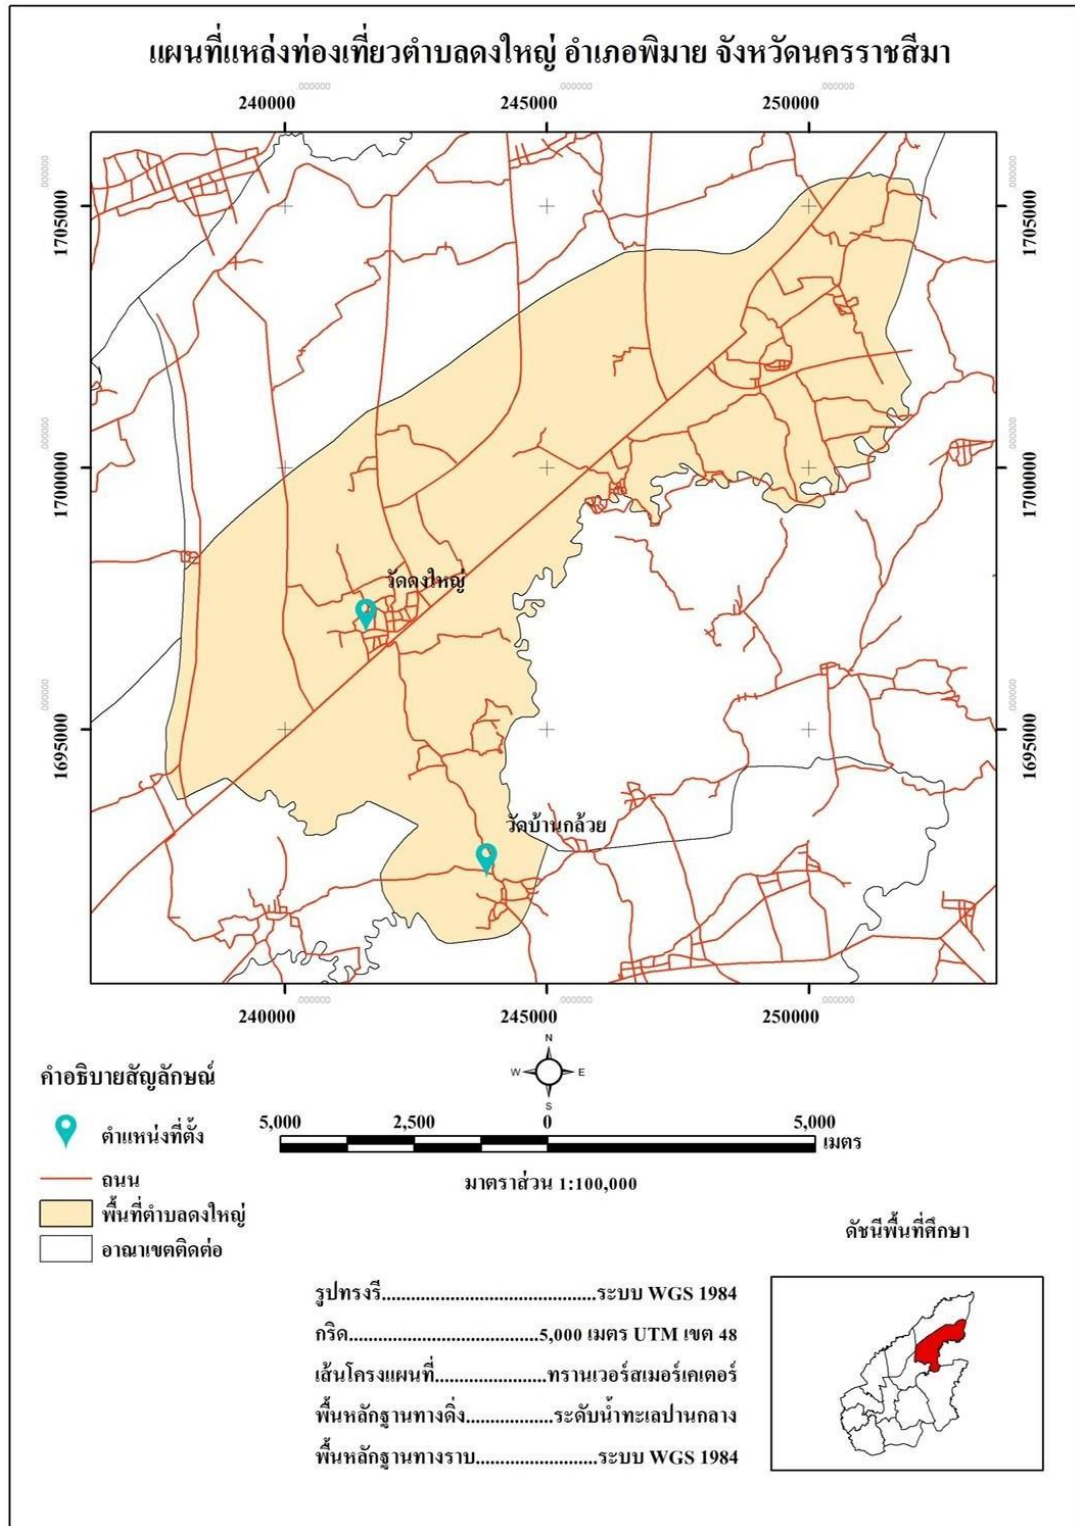 แผนที่แหล่งท่องเที่ยวตำบลดงใหญ่ อำเภอพิมาย จังหวัดนครราชสีมา
.000000 .000000 .000000
240000 245000 250000
.000000 .000000
1705000 1705000
.000000 .000000
1700000 1700000
วัดดงใหญ่
.000000 .000000
1695000 1695000
วัดบ้านกล้วย
.000000 .000000 .000000
240000 245000 250000
N
W E
S
คำอธิบายสัญลักษณ์
ตำแหน่งที่ตั้ง
ถนน
พื้นที่ตำบลดงใหญ่
อาณาเขตติดต่อ
5,000 2,500 0 5,000
เมตร
มาตราส่วน 1:100,000
ดัชนีพื้นที่ศึกษา
รูปทรงรี............................................ระบบ WGS 1984
กริด.......................................5,000 เมตร UTM เขต 48
เส้นโครงแผนที่.......................ทรานเวอร์สเมอร์เคเตอร์
พื้นหลักฐานทางดิ่ง..................ระดับน้ำทะเลปานกลาง
พื้นหลักฐานทางราบ.........................ระบบ WGS 1984